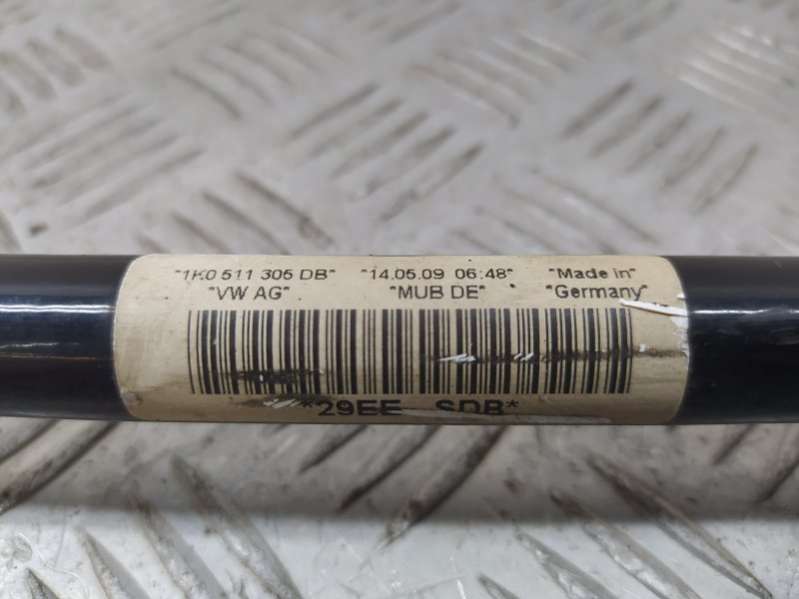 "1K0 511 305 DB" "14.05.09 06:48" "Made in"
"VW AG" "MUB DE" "Germany"
*29EE SDB*